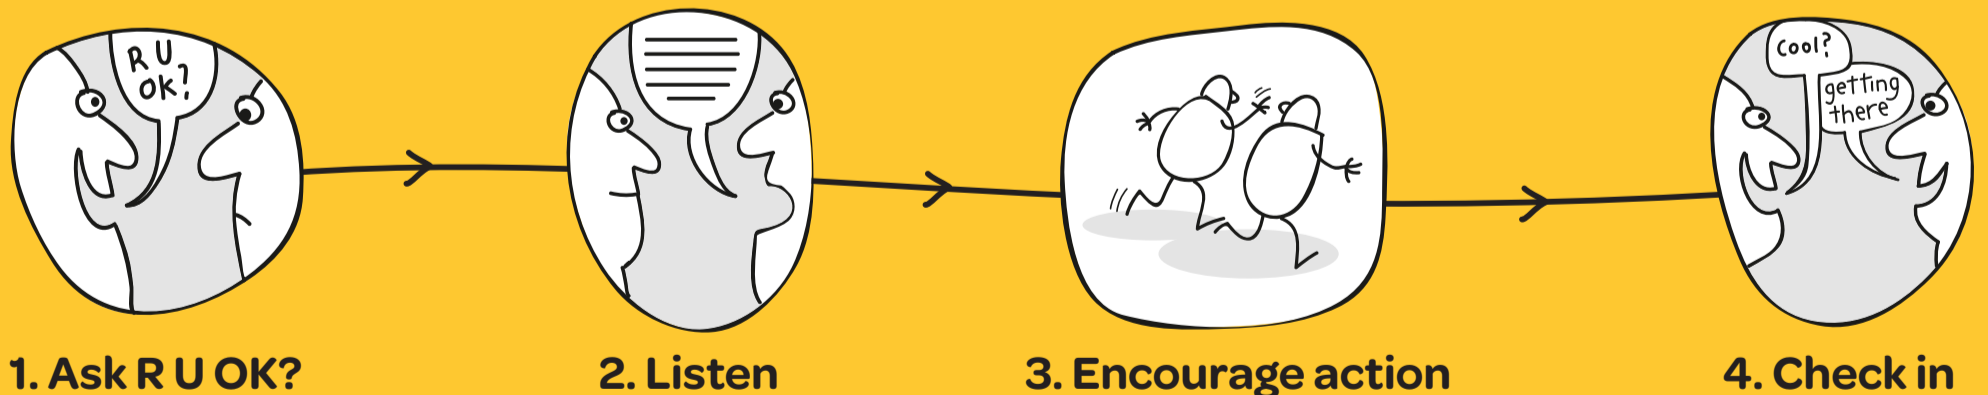 R U
OK?
cool?
getting
there
1. Ask R U OK?
2. Listen
3. Encourage action
4. Check in